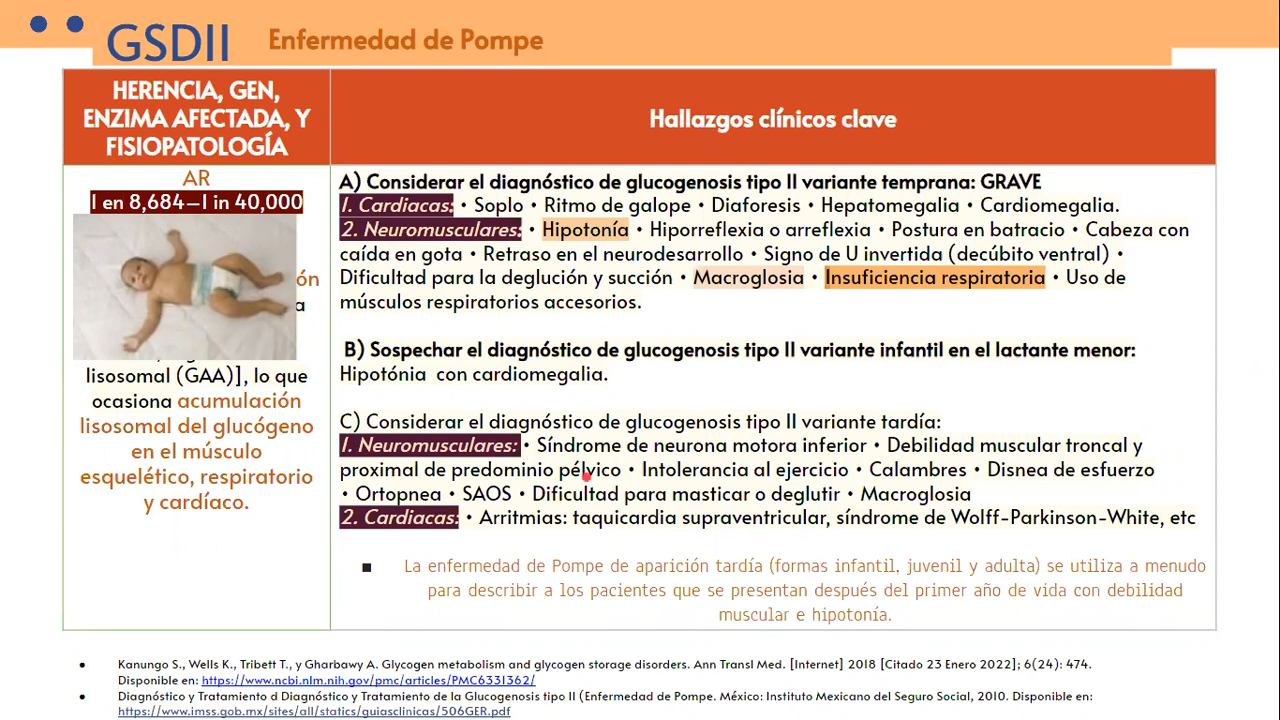 GSDII
Enfermedad de Pompe
HERENCIA, GEN,
ENZIMA AFECTADA, Y
FISIOPATOLOGÍA
Hallazgos clínicos clave
AR
1 en 8,684–1 in 40,000
ón
a
lisosomal (GAA)], lo que
ocasiona acumulación
lisosomal del glucógeno
en el músculo
esquelético, respiratorio
y cardíaco.
A) Considerar el diagnóstico de glucogenosis tipo II variante temprana: GRAVE
1. Cardiacas: • Soplo • Ritmo de galope • Diaforesis • Hepatomegalia • Cardiomegalia.
2. Neuromusculares: • Hipotonía • Hiporreflexia o arreflexia • Postura en batracio • Cabeza con
caída en gota • Retraso en el neurodesarrollo • Signo de U invertida (decúbito ventral) •
Dificultad para la deglución y succión • Macroglosia • Insuficiencia respiratoria • Uso de
músculos respiratorios accesorios.
B) Sospechar el diagnóstico de glucogenosis tipo II variante infantil en el lactante menor:
Hipotónia con cardiomegalia.
C) Considerar el diagnóstico de glucogenosis tipo II variante tardía:
1. Neuromusculares: • Síndrome de neurona motora inferior • Debilidad muscular troncal y
proximal de predominio pélvico • Intolerancia al ejercicio • Calambres • Disnea de esfuerzo
• Ortopnea • SAOS • Dificultad para masticar o deglutir • Macroglosia
2. Cardiacas: • Arritmias: taquicardia supraventricular, síndrome de Wolff-Parkinson-White, etc
▪ La enfermedad de Pompe de aparición tardía (formas infantil, juvenil y adulta) se utiliza a menudo
para describir a los pacientes que se presentan después del primer año de vida con debilidad
muscular e hipotonía.
• Kanungo S., Wells K., Tribett T., y Gharbawy A. Glycogen metabolism and glycogen storage disorders. Ann Transl Med. [Internet] 2018 [Citado 23 Enero 2022]; 6(24): 474.
Disponible en: https://www.ncbi.nlm.nih.gov/pmc/articles/PMC6331362/
• Diagnóstico y Tratamiento d Diagnóstico y Tratamiento de la Glucogenosis tipo II (Enfermedad de Pompe. México: Instituto Mexicano del Seguro Social, 2010. Disponible en:
https://www.imss.gob.mx/sites/all/statics/guiasclinicas/506GER.pdf